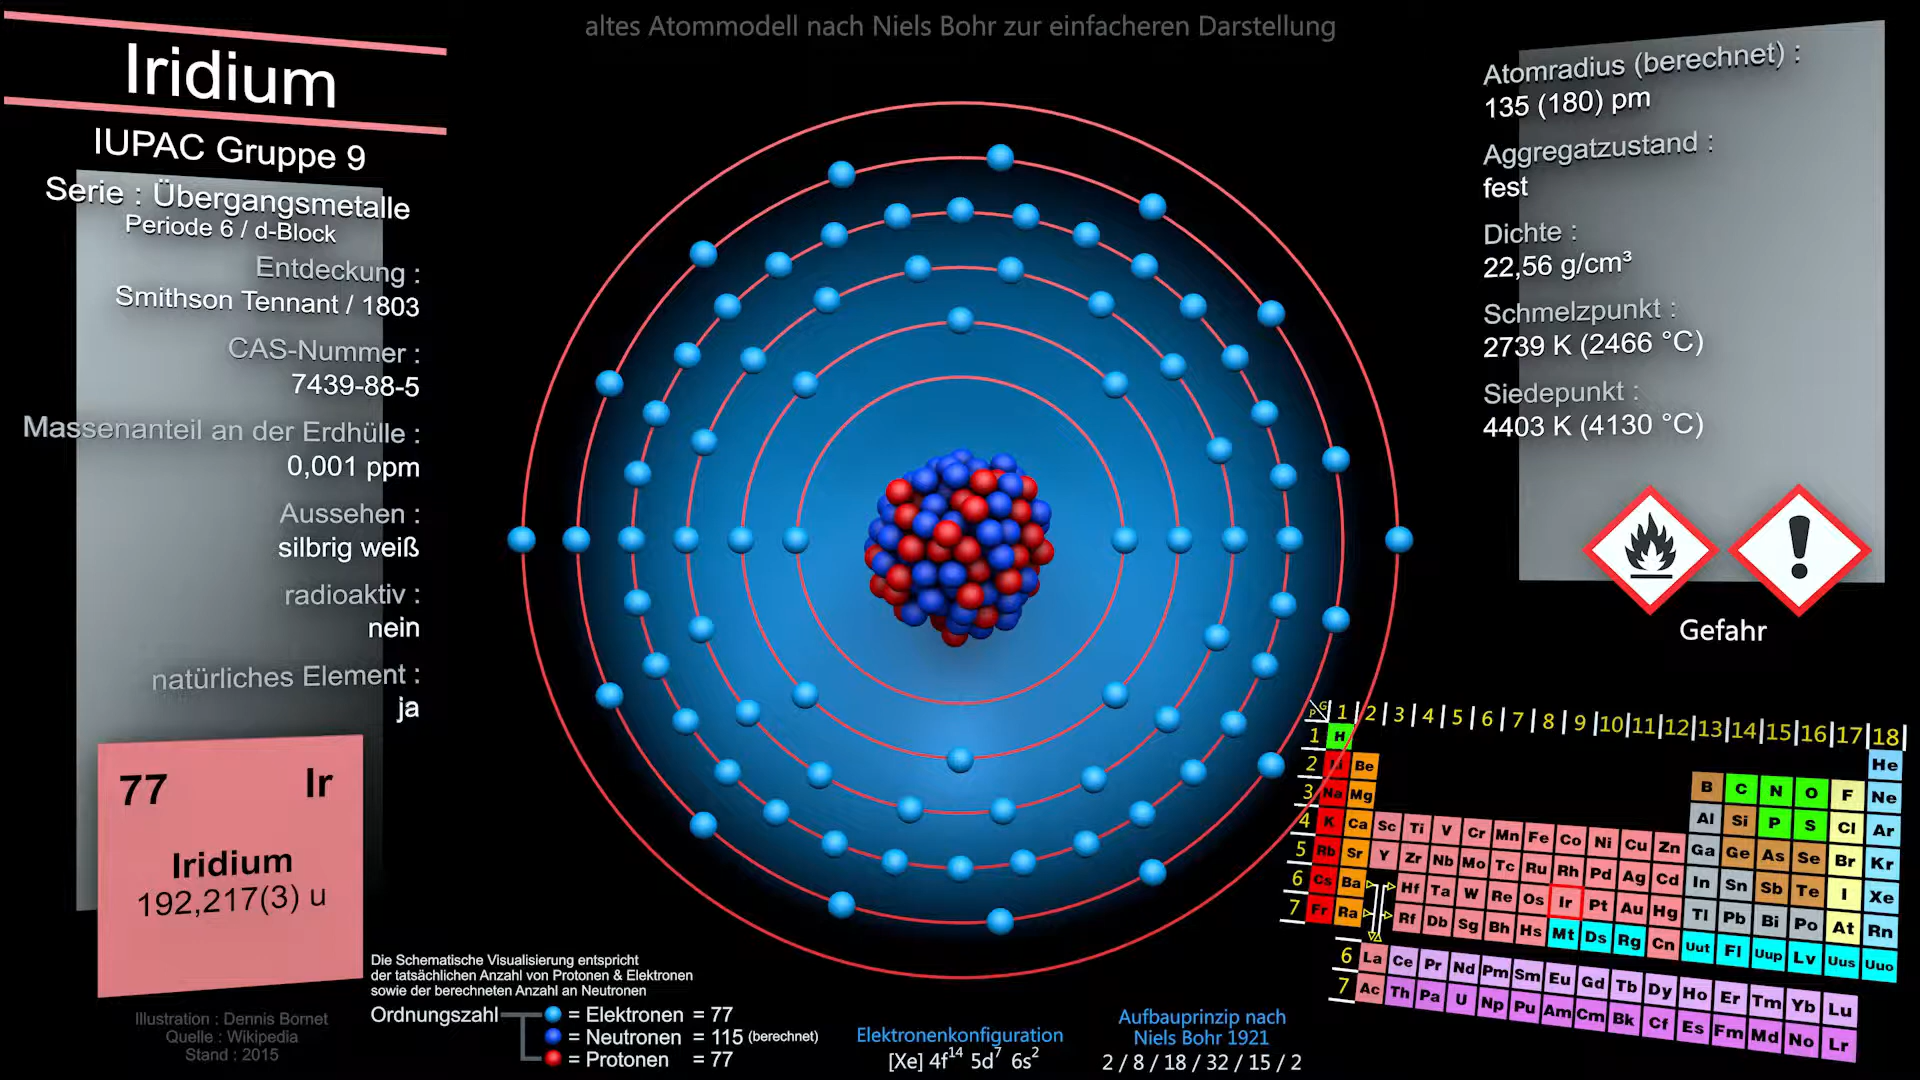 altes Atommodell nach Niels Bohr zur einfacheren Darstellung
Iridium
IUPAC Gruppe 9
Serie : Übergangsmetalle
Periode 6 / d-Block
Entdeckung :
Smithson Tennant / 1803
CAS-Nummer :
7439-88-5
Massenanteil an der Erdhülle :
0,001 ppm
Aussehen :
silbrig weiß
radioaktiv :
nein
natürliches Element :
ja
77 Ir
Iridium
192,217(3) u
Illustration : Dennis Bornet
Quelle : Wikipedia
Stand : 2015
Die Schematische Visualisierung entspricht
der tatsächlichen Anzahl von Protonen & Elektronen
sowie der berechneten Anzahl an Neutronen
Ordnungszahl
= Elektronen = 77
= Neutronen = 115 (berechnet)
= Protonen = 77
Elektronenkonfiguration
[Xe] 4f¹⁴ 5d⁷ 6s²
Aufbauprinzip nach
Niels Bohr 1921
2 / 8 / 18 / 32 / 15 / 2
Atomradius (berechnet) :
135 (180) pm
Aggregatzustand :
fest
Dichte :
22,56 g/cm³
Schmelzpunkt :
2739 K (2466 °C)
Siedepunkt :
4403 K (4130 °C)
Gefahr
P G 1 2 3 4 5 6 7 8 9 10 11 12 13 14 15 16 17 18
1 H He
2 Li Be B C N O F Ne
3 Na Mg Al Si P S Cl Ar
4 K Ca Sc Ti V Cr Mn Fe Co Ni Cu Zn Ga Ge As Se Br Kr
5 Rb Sr Y Zr Nb Mo Tc Ru Rh Pd Ag Cd In Sn Sb Te I Xe
6 Cs Ba Hf Ta W Re Os Ir Pt Au Hg Tl Pb Bi Po At Rn
7 Fr Ra Rf Db Sg Bh Hs Mt Ds Rg Cn Uut Fl Uup Lv Uus Uuo
6 La Ce Pr Nd Pm Sm Eu Gd Tb Dy Ho Er Tm Yb Lu
7 Ac Th Pa U Np Pu Am Cm Bk Cf Es Fm Md No Lr